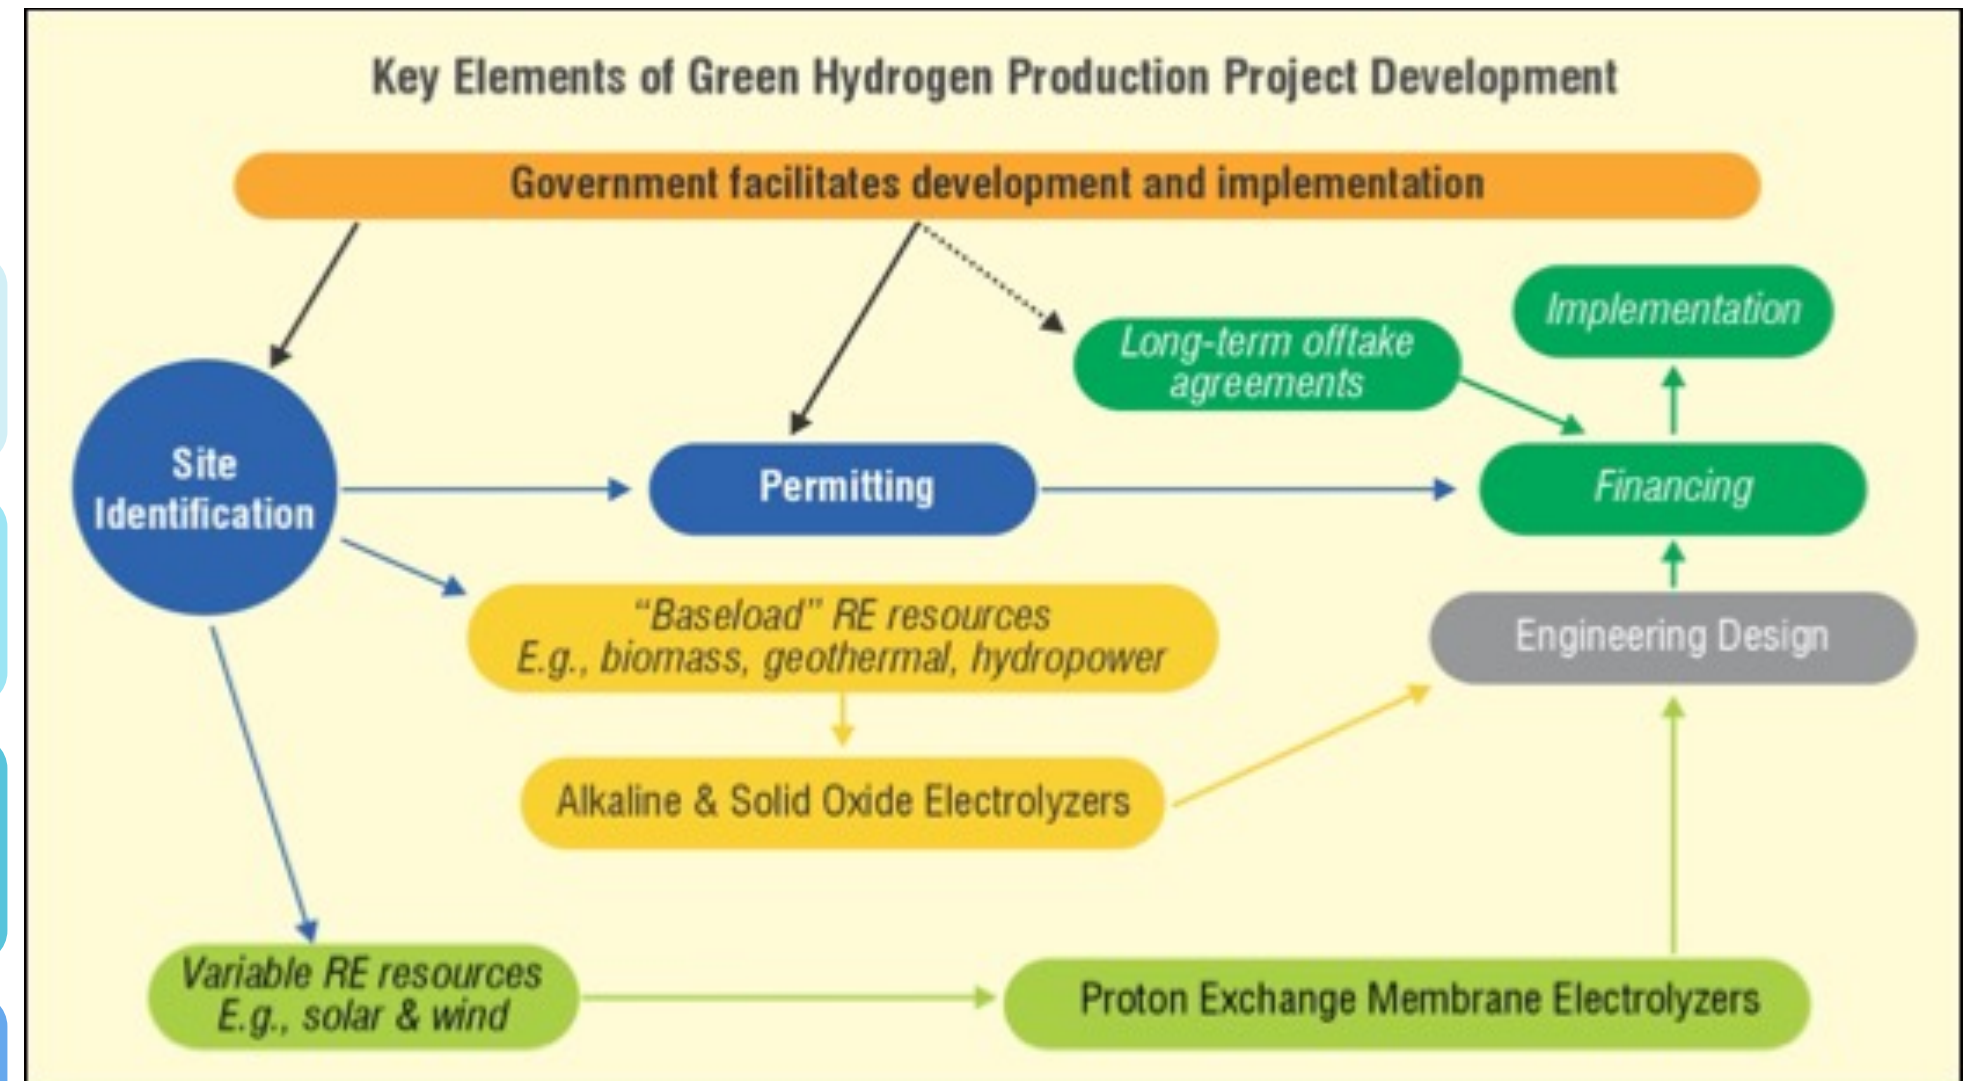 Key Elements of Green Hydrogen Production Project Development
Government facilitates development and implementation
Implementation
Long-term offtake
agreements
Site
Identification
Permitting
Financing
“Baseload” RE resources
E.g., biomass, geothermal, hydropower
Engineering Design
Alkaline & Solid Oxide Electrolyzers
Variable RE resources
E.g., solar & wind
Proton Exchange Membrane Electrolyzers